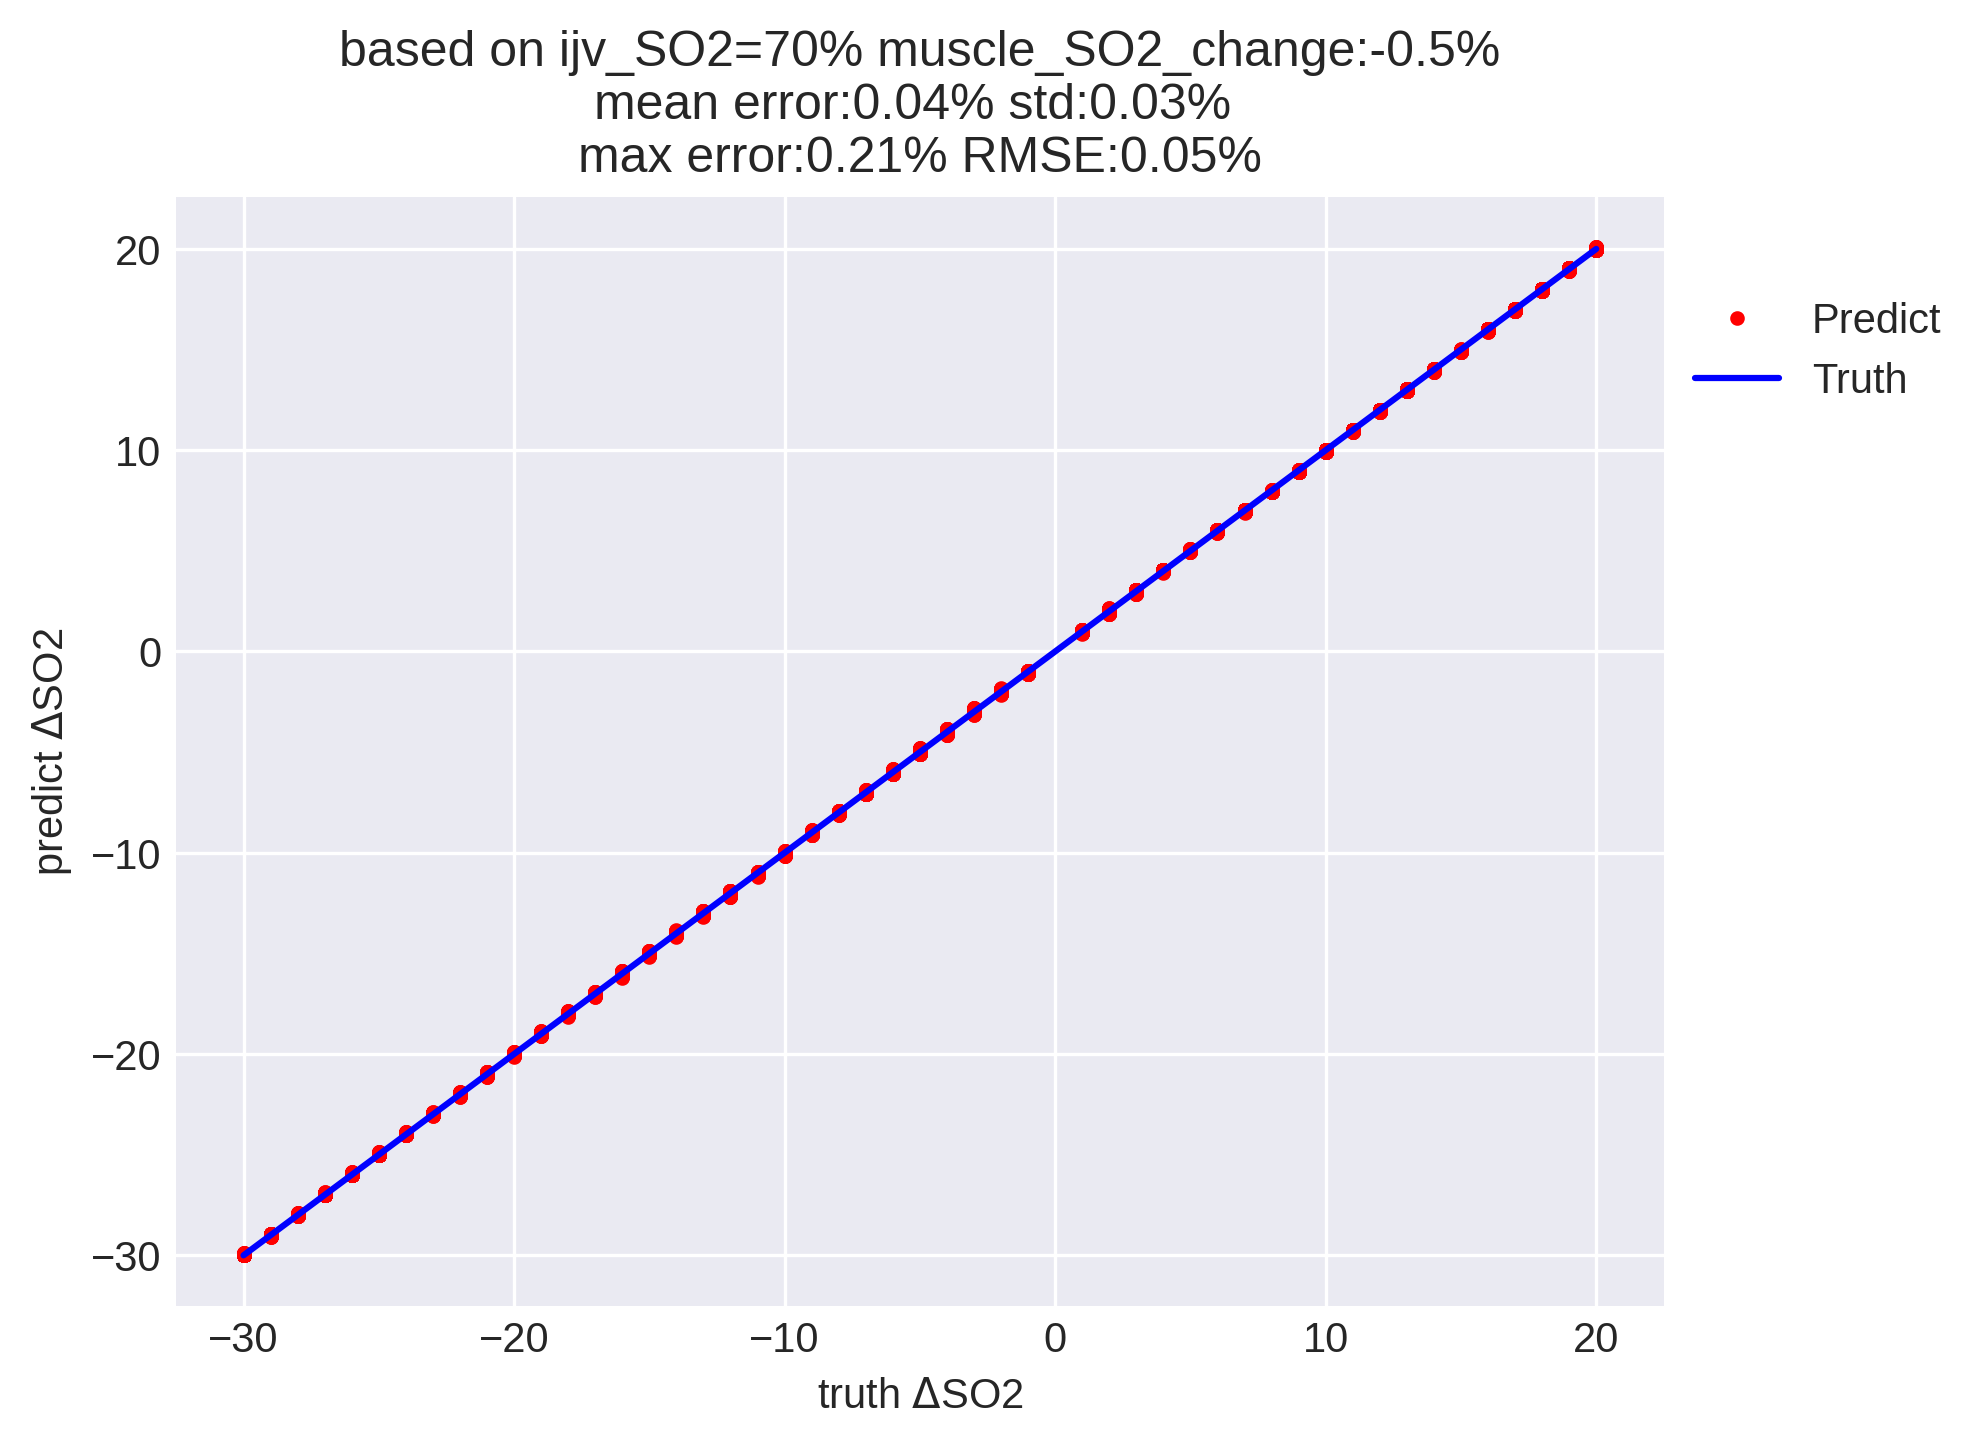 based on ijv_SO2=70% muscle_SO2_change:-0.5%
mean error:0.04% std:0.03%
max error:0.21% RMSE:0.05%
20
10
0
−10
−20
−30
predict ΔSO2
−30
−20
−10
0
10
20
truth ΔSO2
Predict
Truth